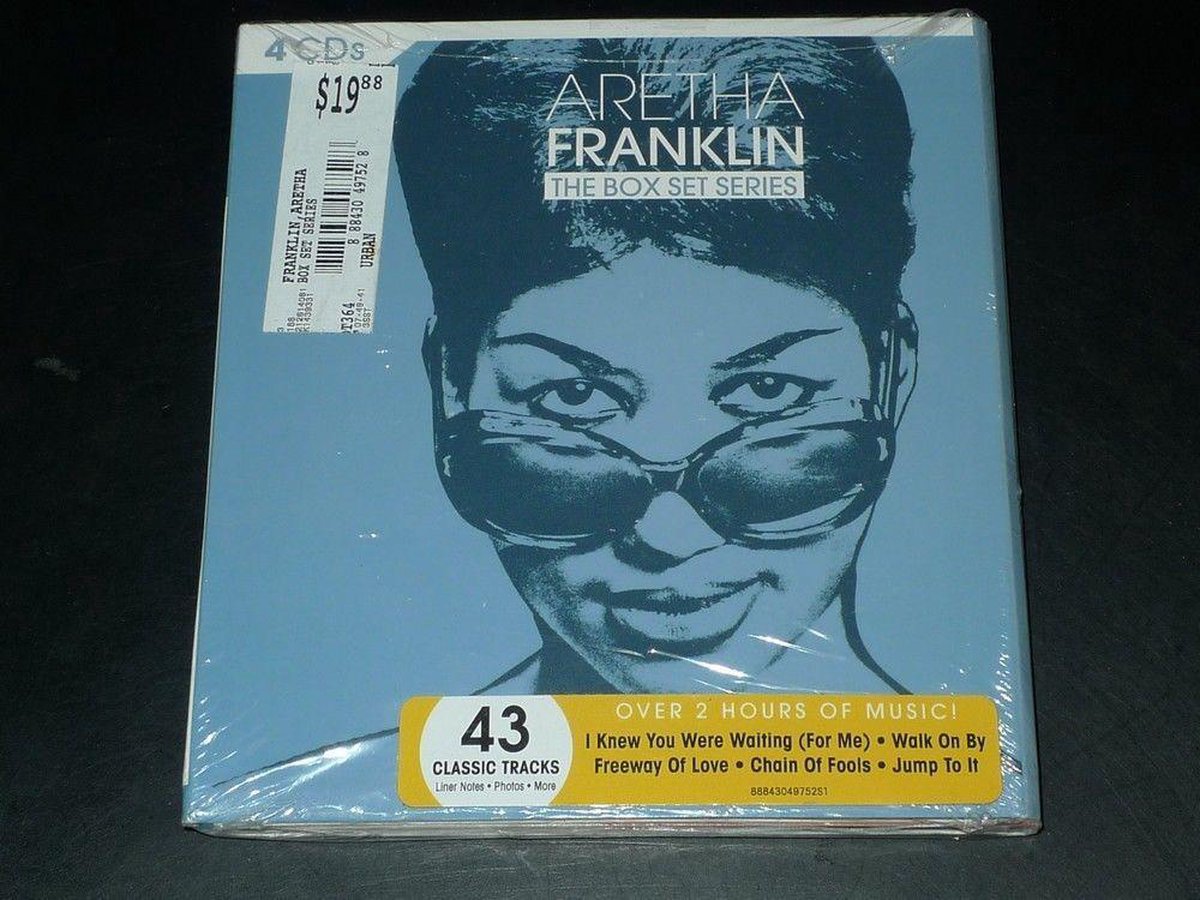 4 CDs
$19 88
FRANKLIN, ARETHA
BOX SET SERIES
8 88430 49752 8
URBAN
ARETHA
FRANKLIN
THE BOX SET SERIES
43
CLASSIC TRACKS
Liner Notes • Photos • More
OVER 2 HOURS OF MUSIC!
I Knew You Were Waiting (For Me) • Walk On By
Freeway Of Love • Chain Of Fools • Jump To It
88843049752S1